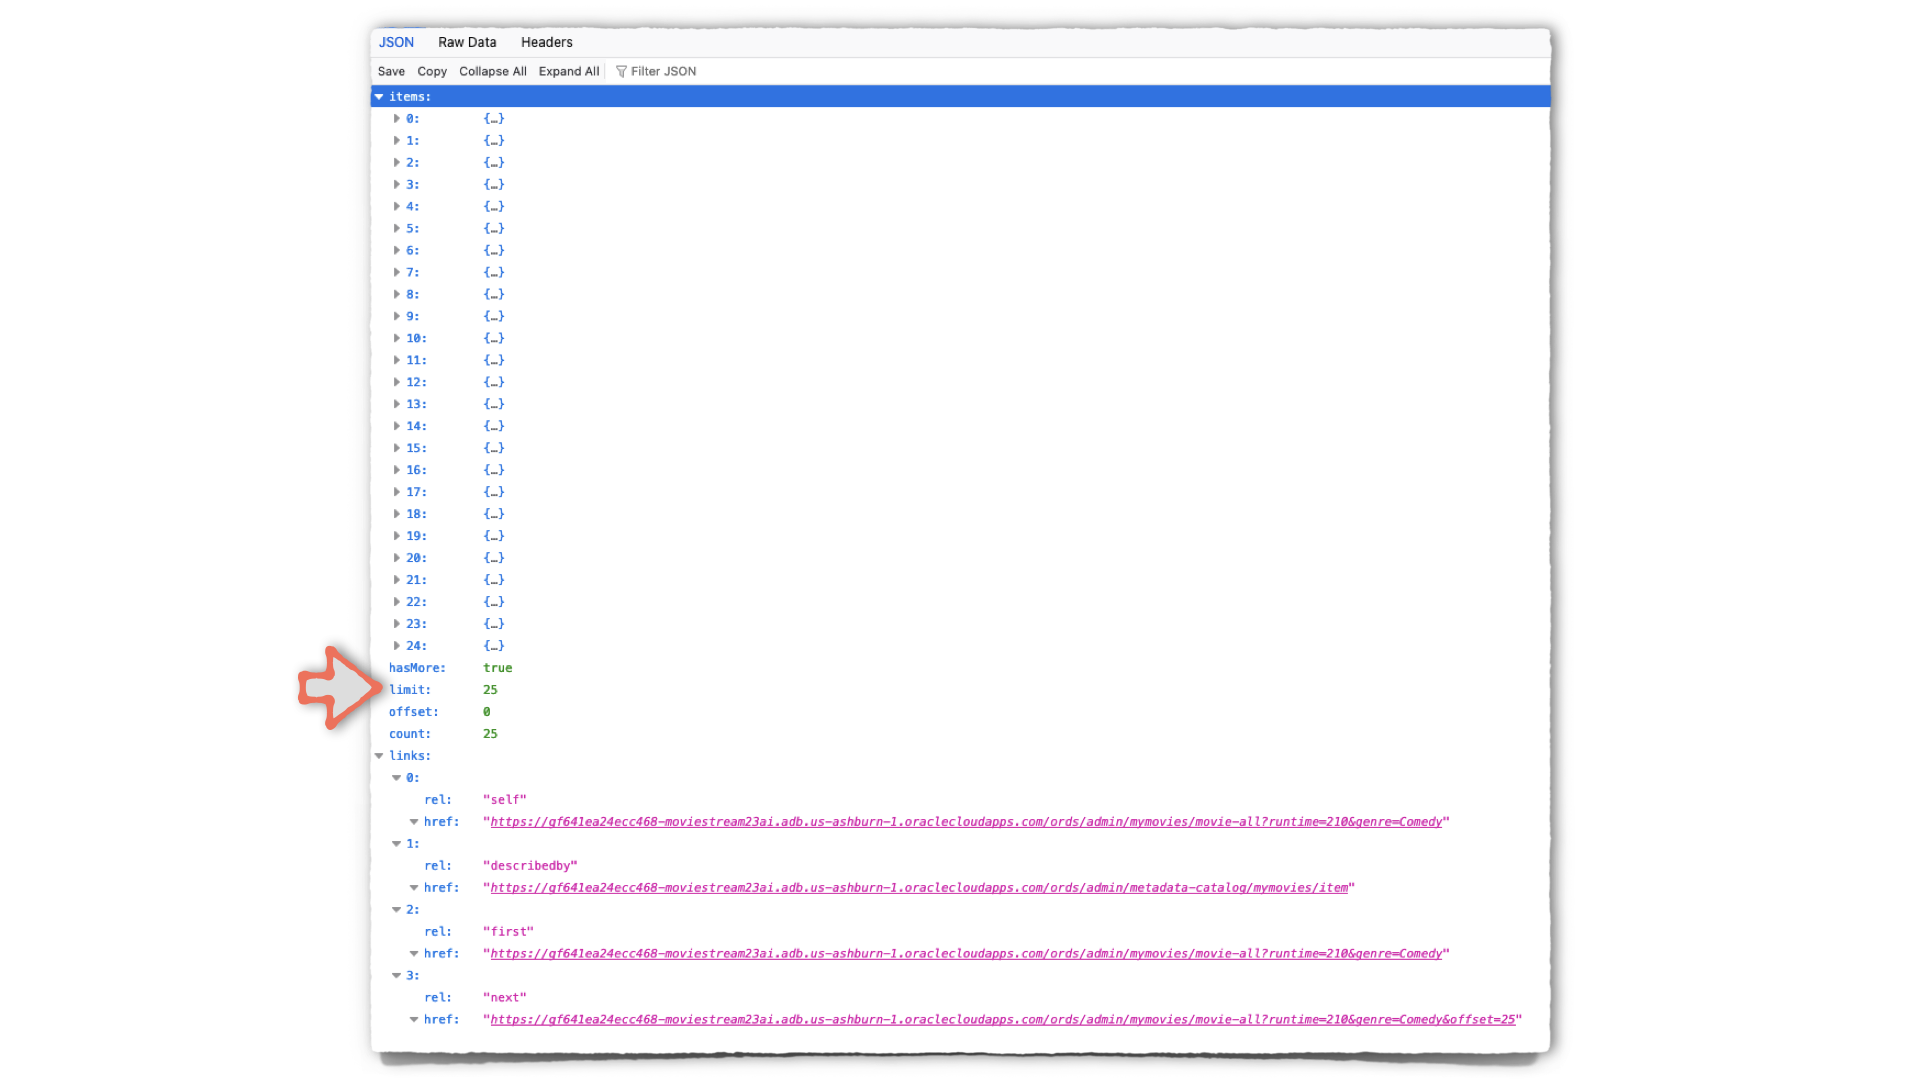 JSON Raw Data Headers
Save Copy Collapse All Expand All Filter JSON
items:
0: {…}
1: {…}
2: {…}
3: {…}
4: {…}
5: {…}
6: {…}
7: {…}
8: {…}
9: {…}
10: {…}
11: {…}
12: {…}
13: {…}
14: {…}
15: {…}
16: {…}
17: {…}
18: {…}
19: {…}
20: {…}
21: {…}
22: {…}
23: {…}
24: {…}
hasMore: true
limit: 25
offset: 0
count: 25
links:
0:
rel: "self"
href: "https://gf641ea24ecc468-moviestream23ai.adb.us-ashburn-1.oraclecloudapps.com/ords/admin/mymovies/movie-all?runtime=210&genre=Comedy"
1:
rel: "describedby"
href: "https://gf641ea24ecc468-moviestream23ai.adb.us-ashburn-1.oraclecloudapps.com/ords/admin/metadata-catalog/mymovies/item"
2:
rel: "first"
href: "https://gf641ea24ecc468-moviestream23ai.adb.us-ashburn-1.oraclecloudapps.com/ords/admin/mymovies/movie-all?runtime=210&genre=Comedy"
3:
rel: "next"
href: "https://gf641ea24ecc468-moviestream23ai.adb.us-ashburn-1.oraclecloudapps.com/ords/admin/mymovies/movie-all?runtime=210&genre=Comedy&offset=25"